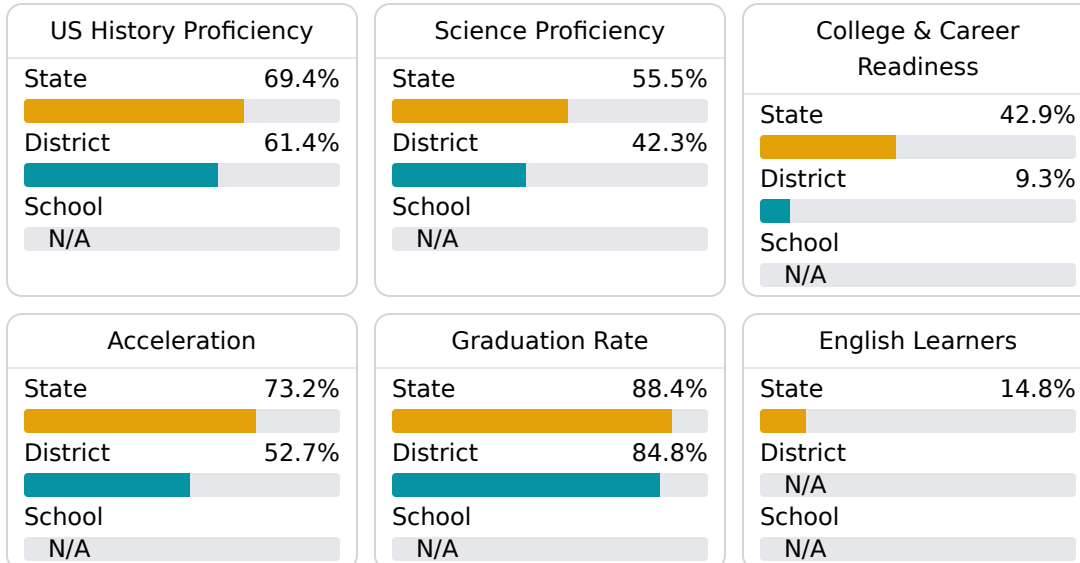 US History Proficiency
State 69.4%
District 61.4%
School
N/A
Science Proficiency
State 55.5%
District 42.3%
School
N/A
College & Career
Readiness
State 42.9%
District 9.3%
School
N/A
Acceleration
State 73.2%
District 52.7%
School
N/A
Graduation Rate
State 88.4%
District 84.8%
School
N/A
English Learners
State 14.8%
District
N/A
School
N/A